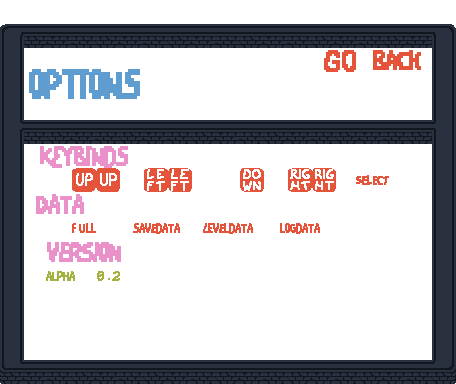 GO BACK
OPTIONS
KEYBINDS
UP UP LE FT LE FT DO WN RIG HT RIG HT SELECT
DATA
FULL SAVEDATA LEVELDATA LOGDATA
VERSION
ALPHA 0.2